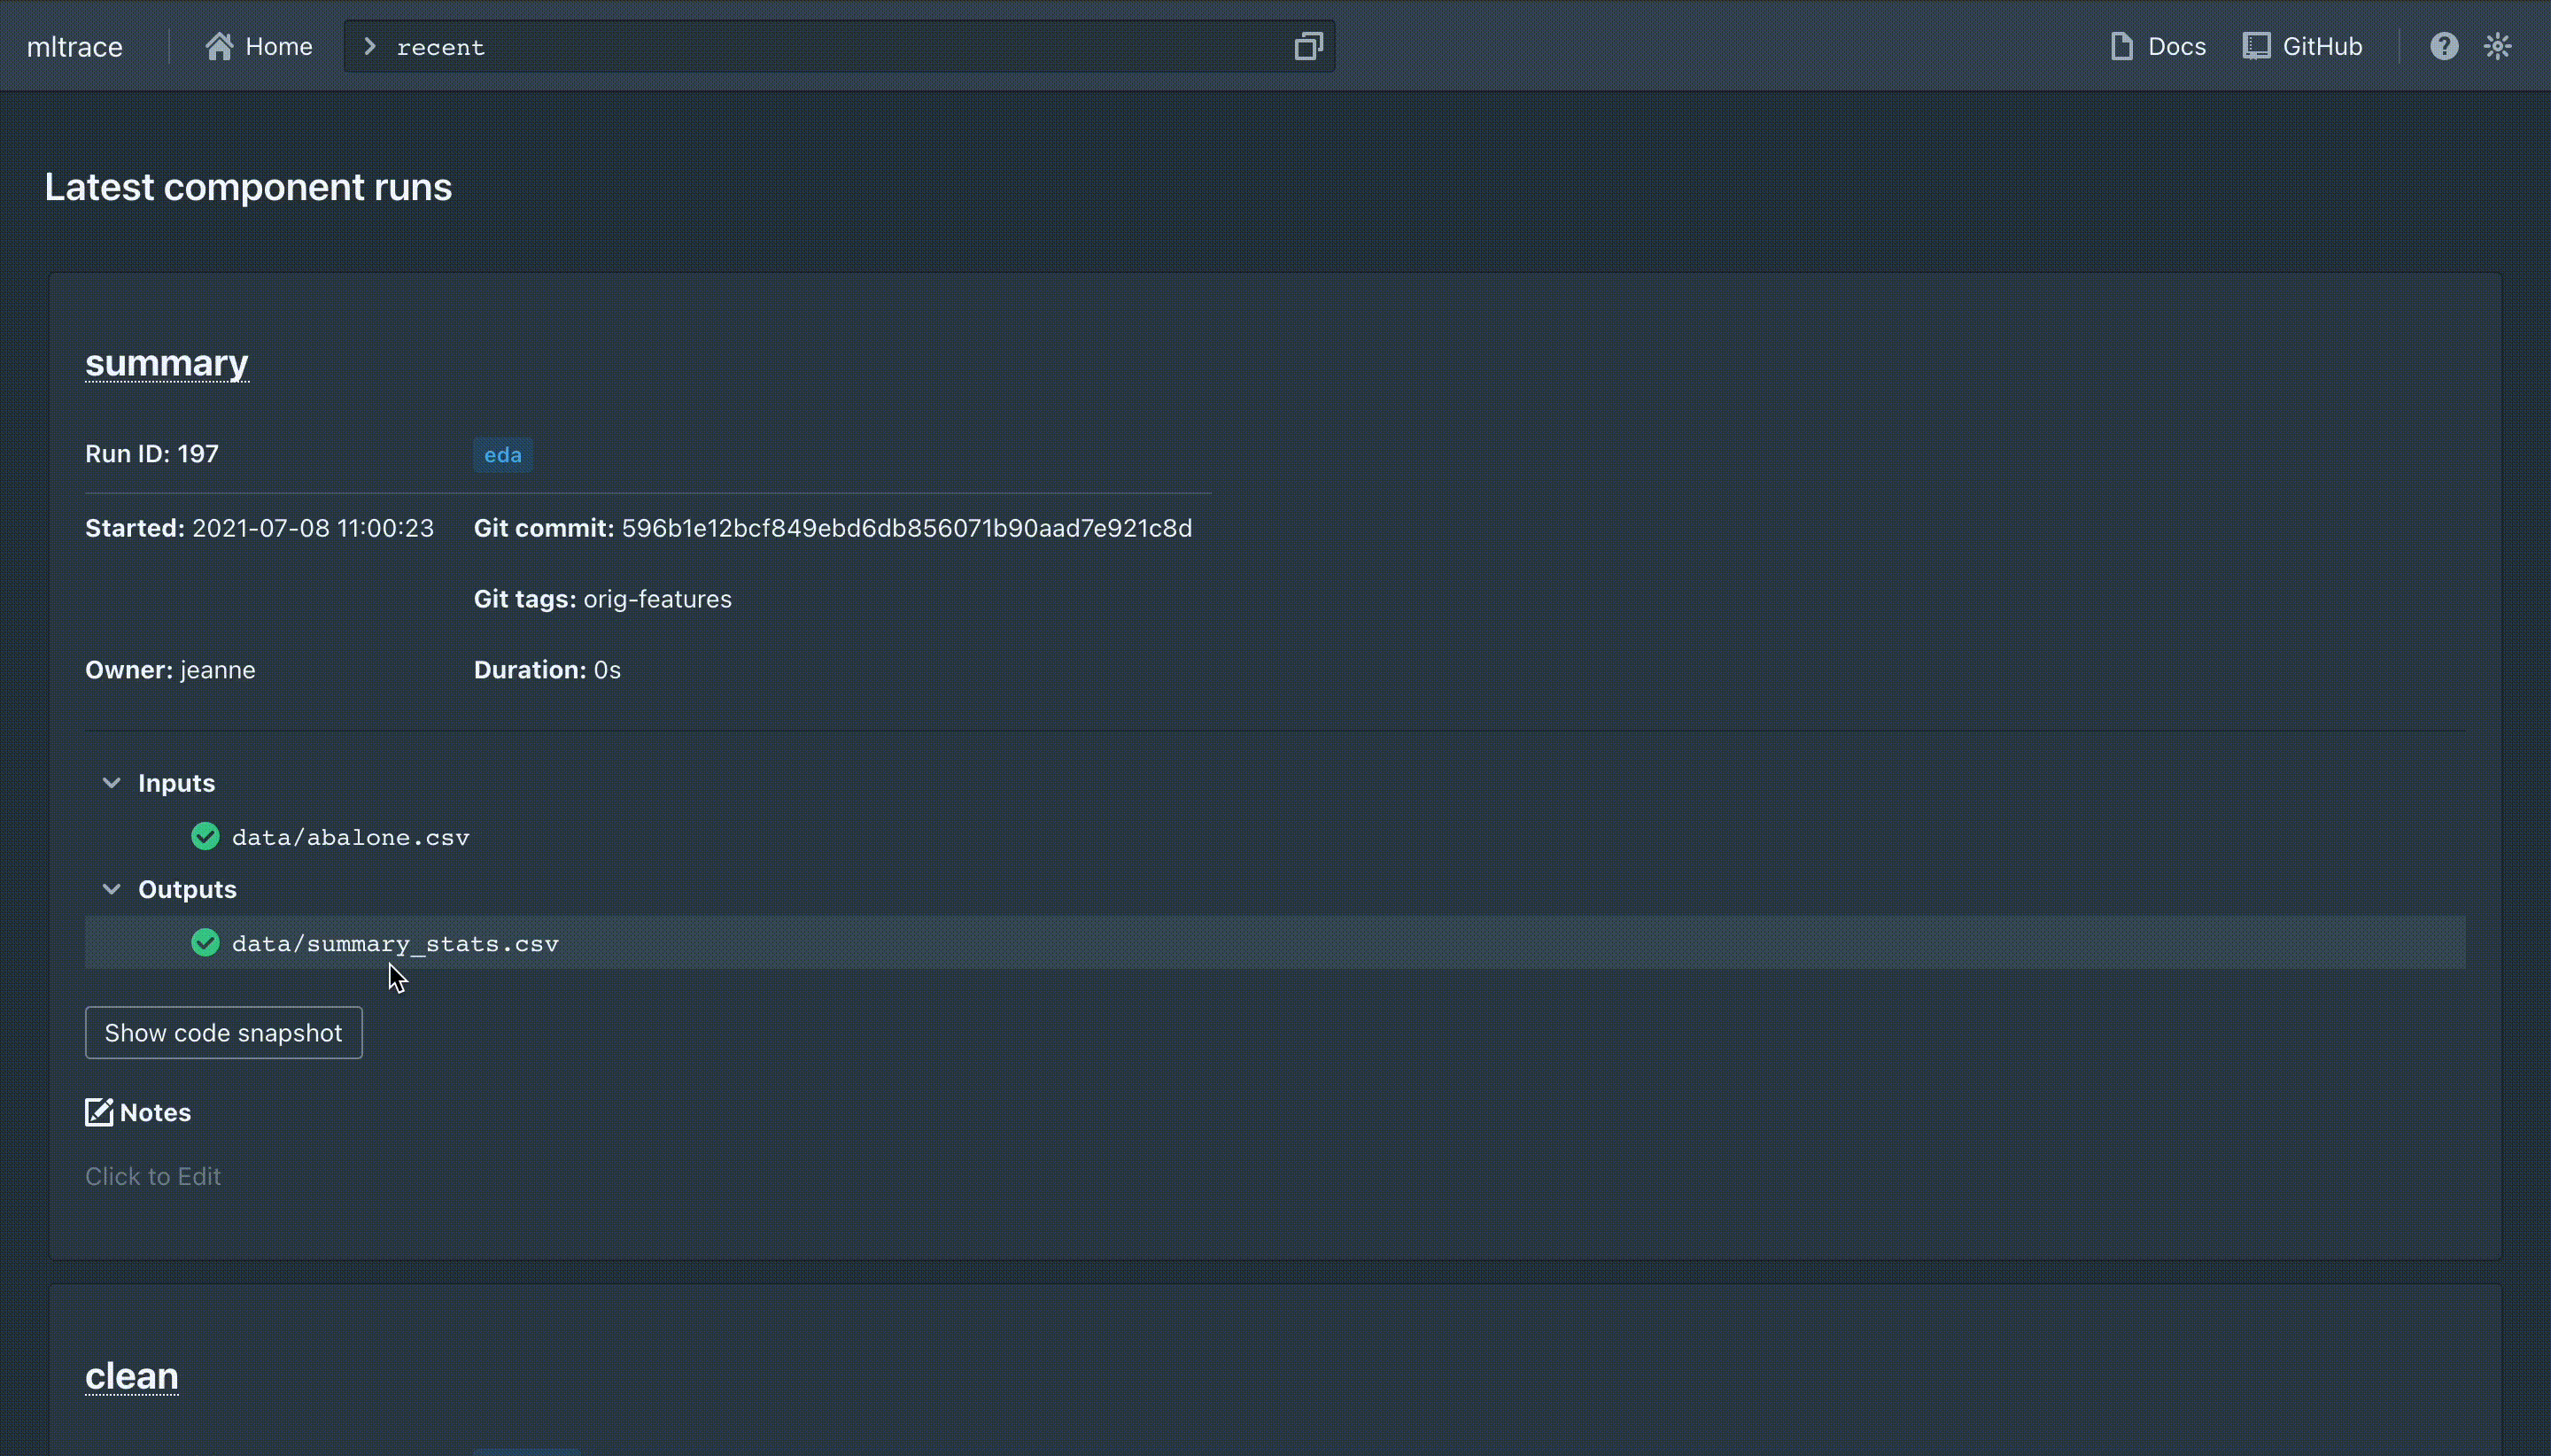 mltrace
Home
recent
Docs
GitHub
Latest component runs
summary
Run ID: 197
eda
Started: 2021-07-08 11:00:23
Git commit: 596b1e12bcf849ebd6db856071b90aad7e921c8d
Git tags: orig-features
Owner: jeanne
Duration: 0s
Inputs
data/abalone.csv
Outputs
data/summary_stats.csv
Show code snapshot
Notes
Click to Edit
clean